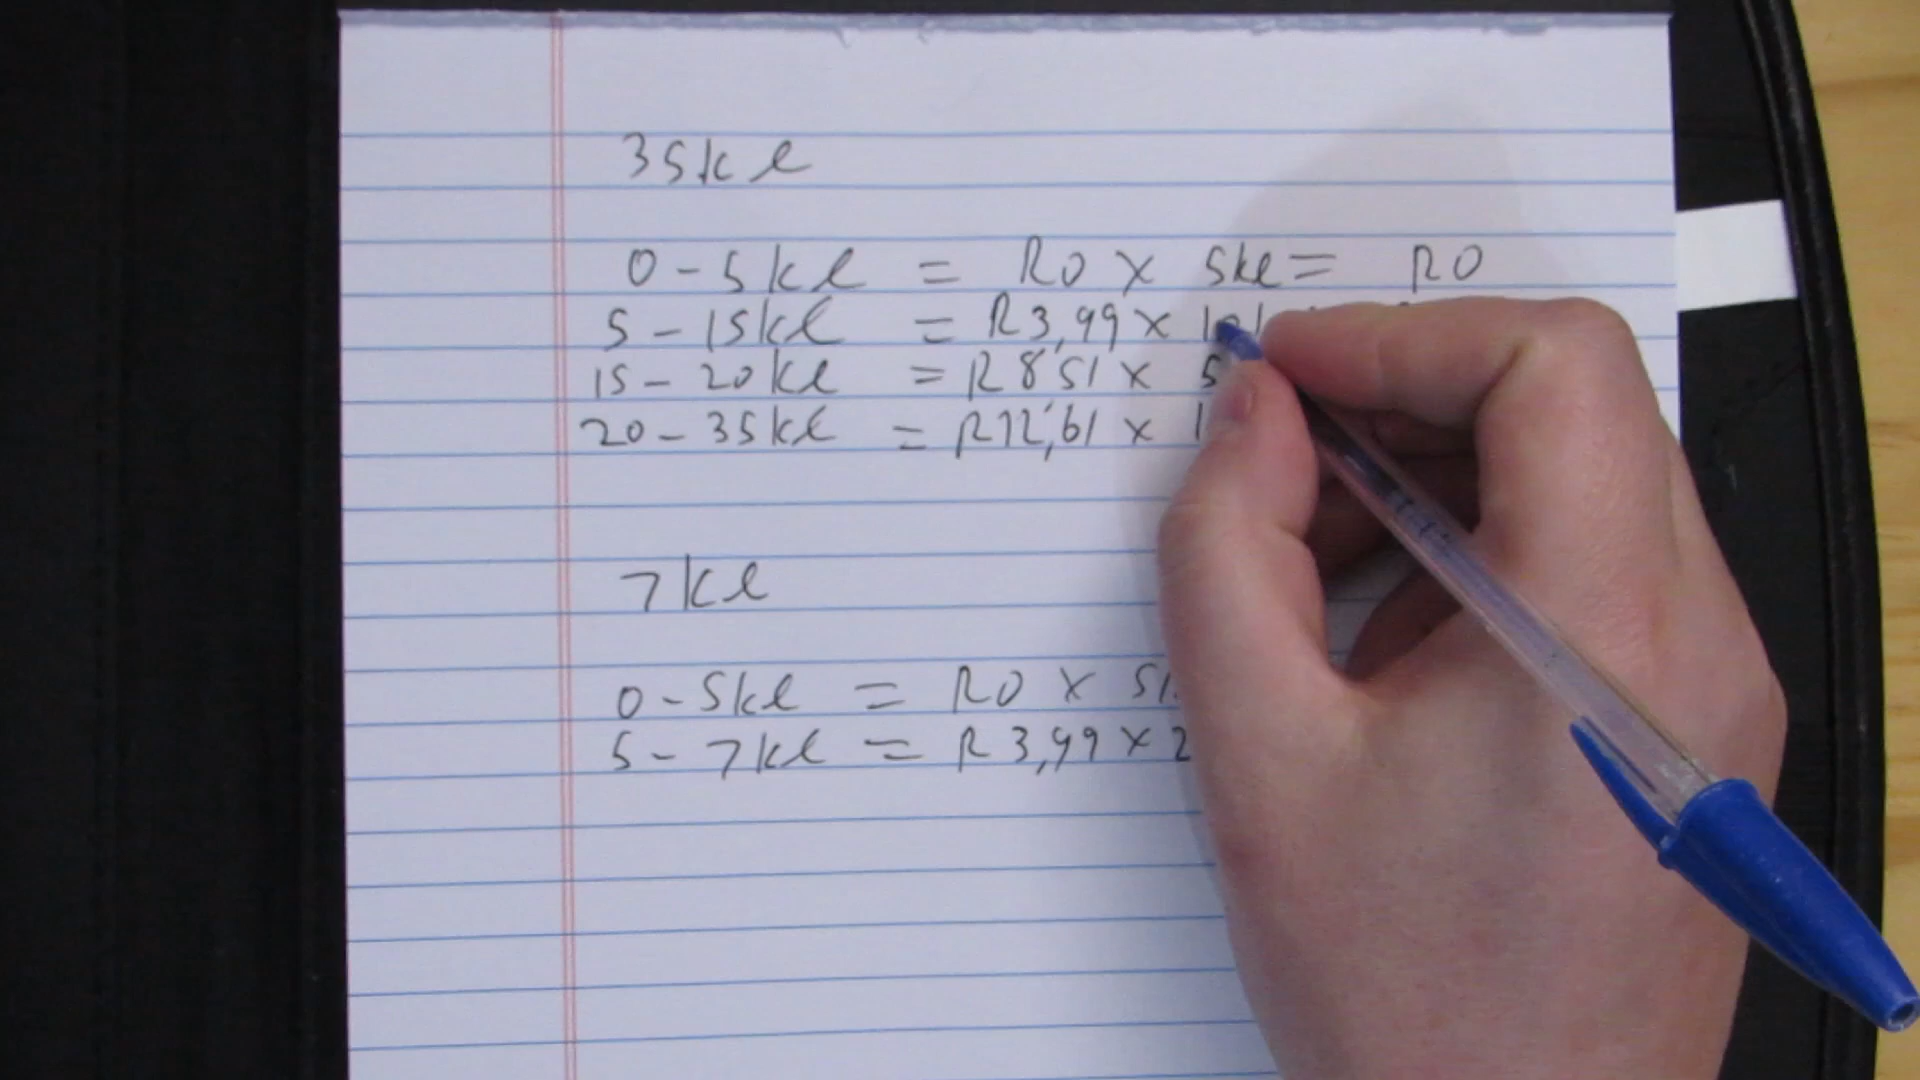 35kl
0 - 5kl = R0 x 5kl = R0
5 - 15kl = R3,99 x
15 - 20kl = R8,51 x 5
20 - 35kl = R12,61 x
7kl
0 - 5kl = R0 x
5 - 7kl = R3,99 x 2